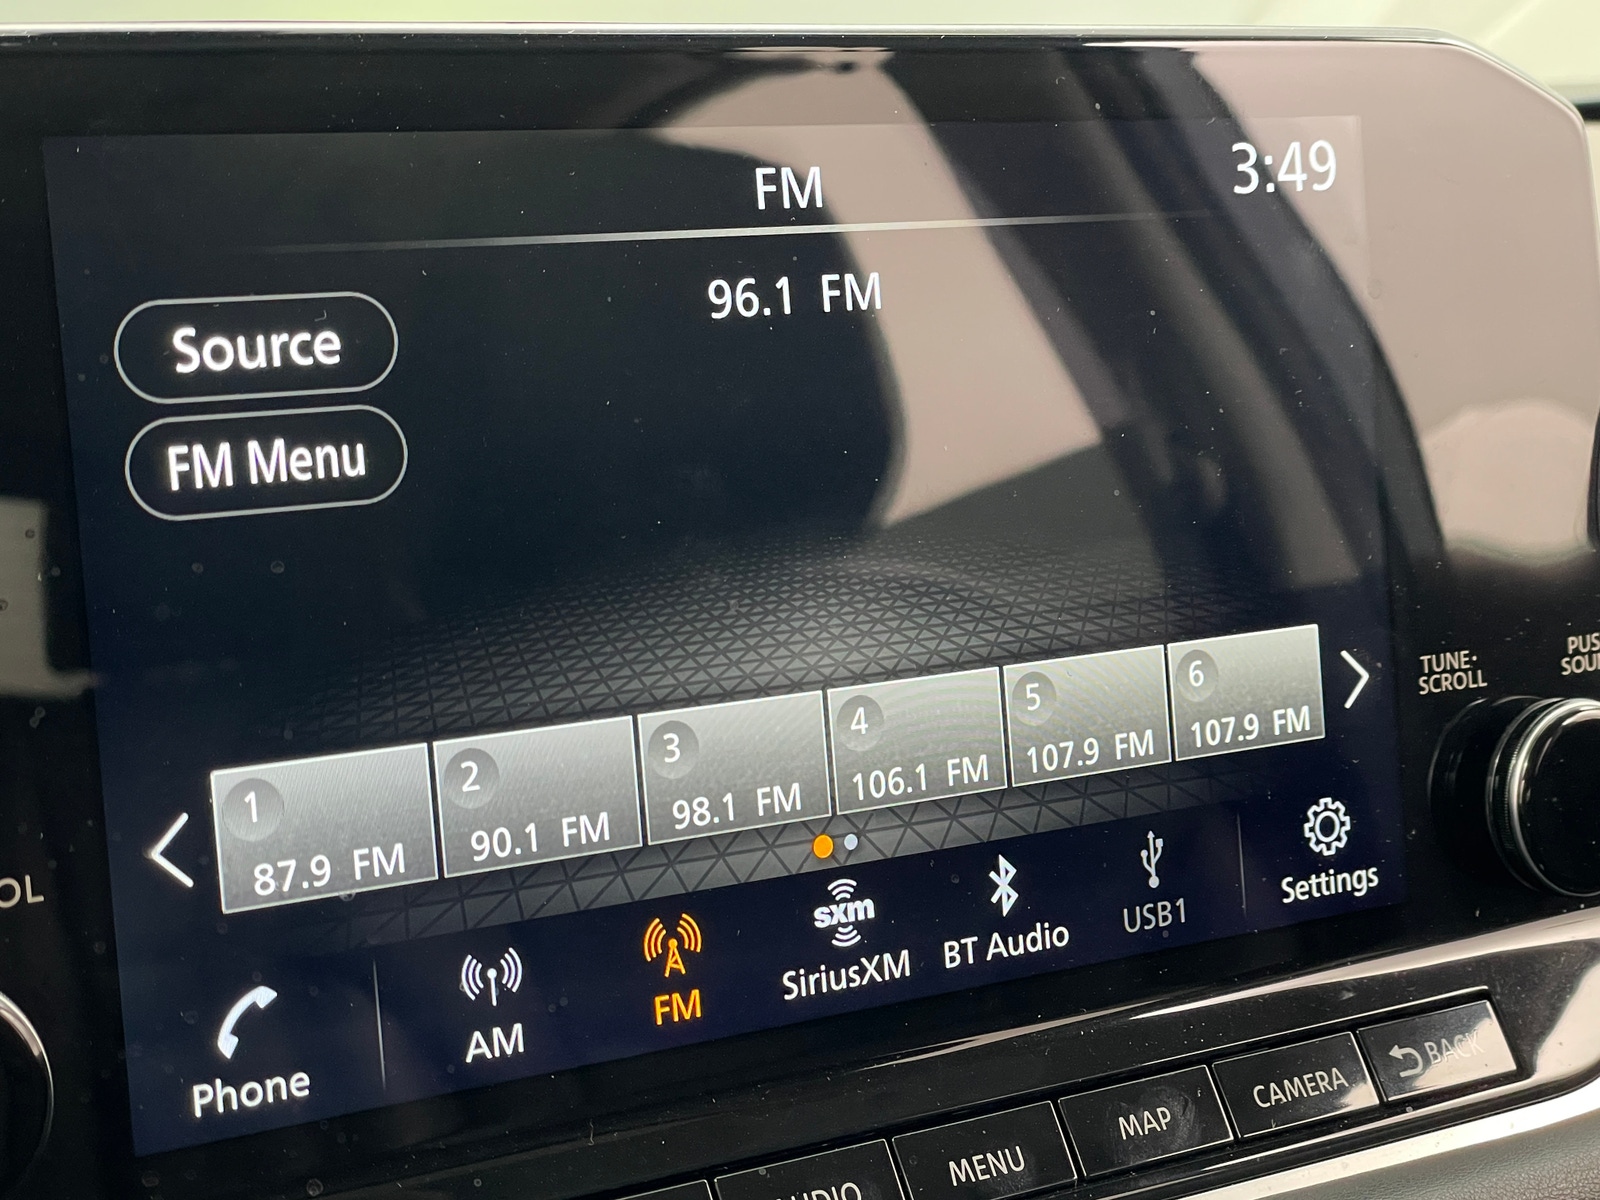 FM
3:49
96.1 FM
Source
FM Menu
1
87.9 FM
2
90.1 FM
3
98.1 FM
4
106.1 FM
5
107.9 FM
6
107.9 FM
TUNE·
SCROLL
Phone
AM
FM
sxm
SiriusXM
BT Audio
USB1
Settings
MENU
MAP
CAMERA
BACK